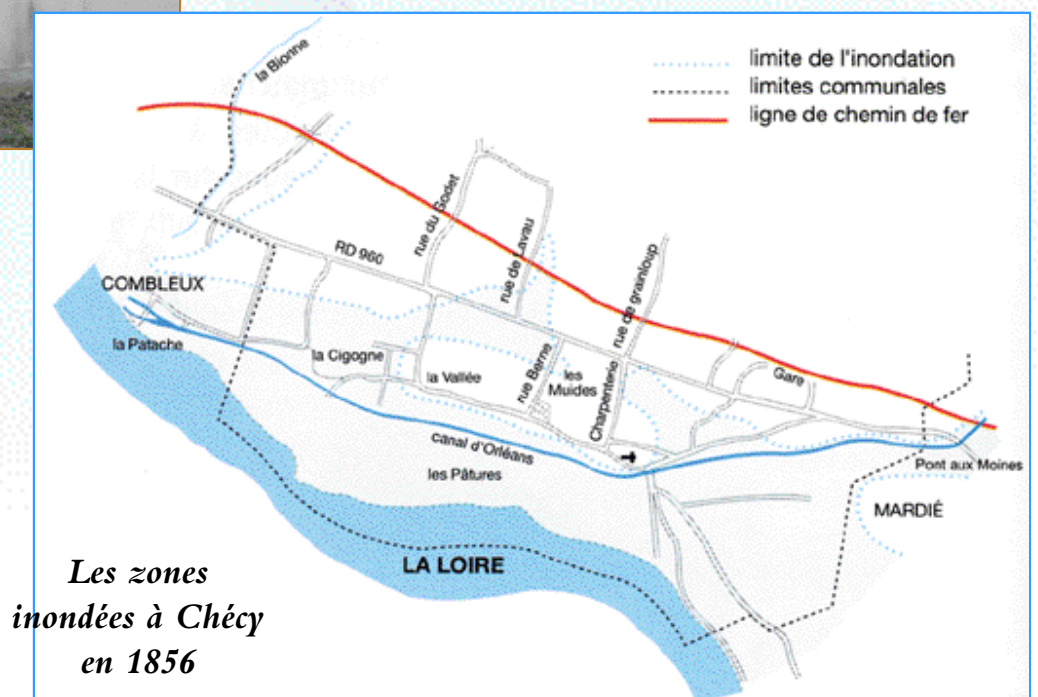 la Bionne
limite de l'inondation
limites communales
ligne de chemin de fer
rue du Godet
rue de Lavau
RD 960
rue de grainloup
COMBLEUX
la Patache
la Cigogne
la Vallée
rue Berne
les
Muides
Charpenterie
Gare
canal d'Orléans
les Pâtures
Pont aux Moines
MARDIÉ
LA LOIRE
Les zones
inondées à Chécy
en 1856